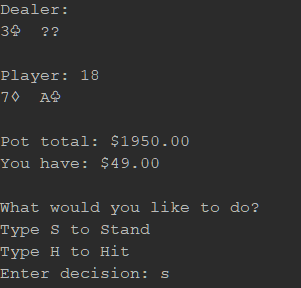 Dealer:
3♧  ??
Player: 18
7◊  A♧
Pot total: $1950.00
You have: $49.00
What would you like to do?
Type S to Stand
Type H to Hit
Enter decision: s